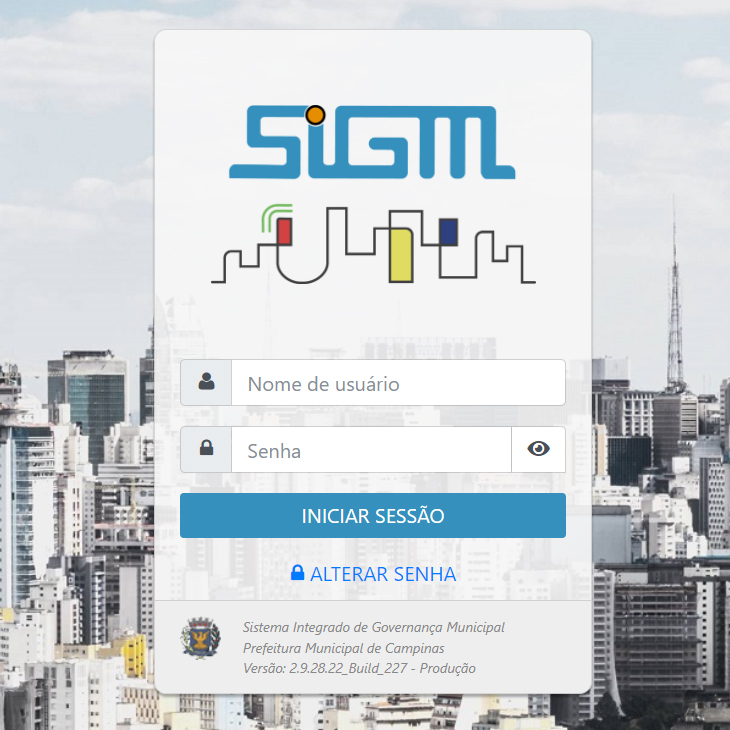 SiGM
Nome de usuário
Senha
INICIAR SESSÃO
ALTERAR SENHA
Sistema Integrado de Governança Municipal
Prefeitura Municipal de Campinas
Versão: 2.9.28.22_Build_227 - Produção